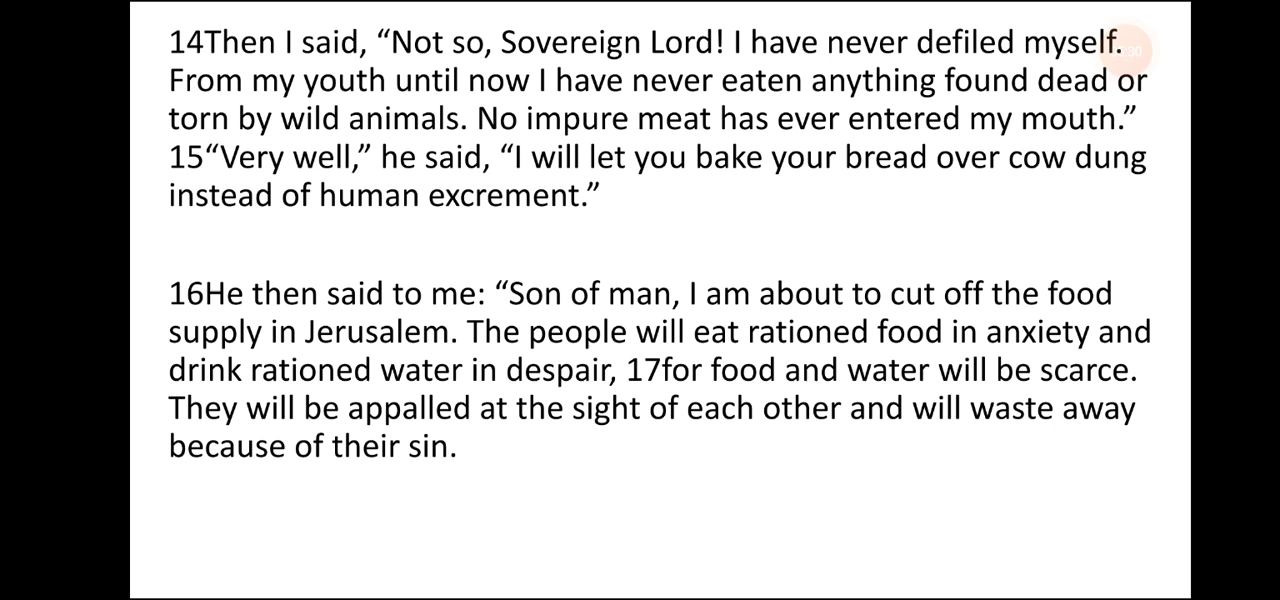 14Then I said, “Not so, Sovereign Lord! I have never defiled myself.
From my youth until now I have never eaten anything found dead or
torn by wild animals. No impure meat has ever entered my mouth.”
15“Very well,” he said, “I will let you bake your bread over cow dung
instead of human excrement.”
16He then said to me: “Son of man, I am about to cut off the food
supply in Jerusalem. The people will eat rationed food in anxiety and
drink rationed water in despair, 17for food and water will be scarce.
They will be appalled at the sight of each other and will waste away
because of their sin.